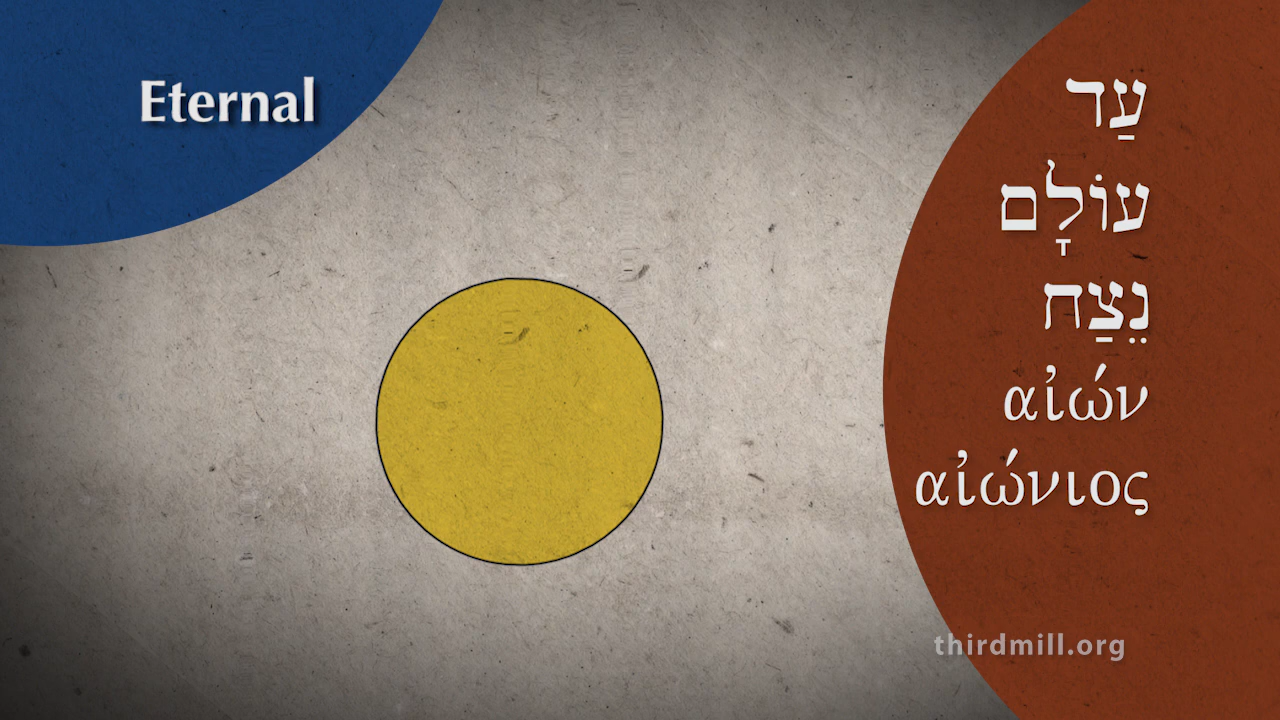 Eternal
עַד
עוֹלָם
נֵצַח
αἰών
αἰώνιος
thirdmill.org